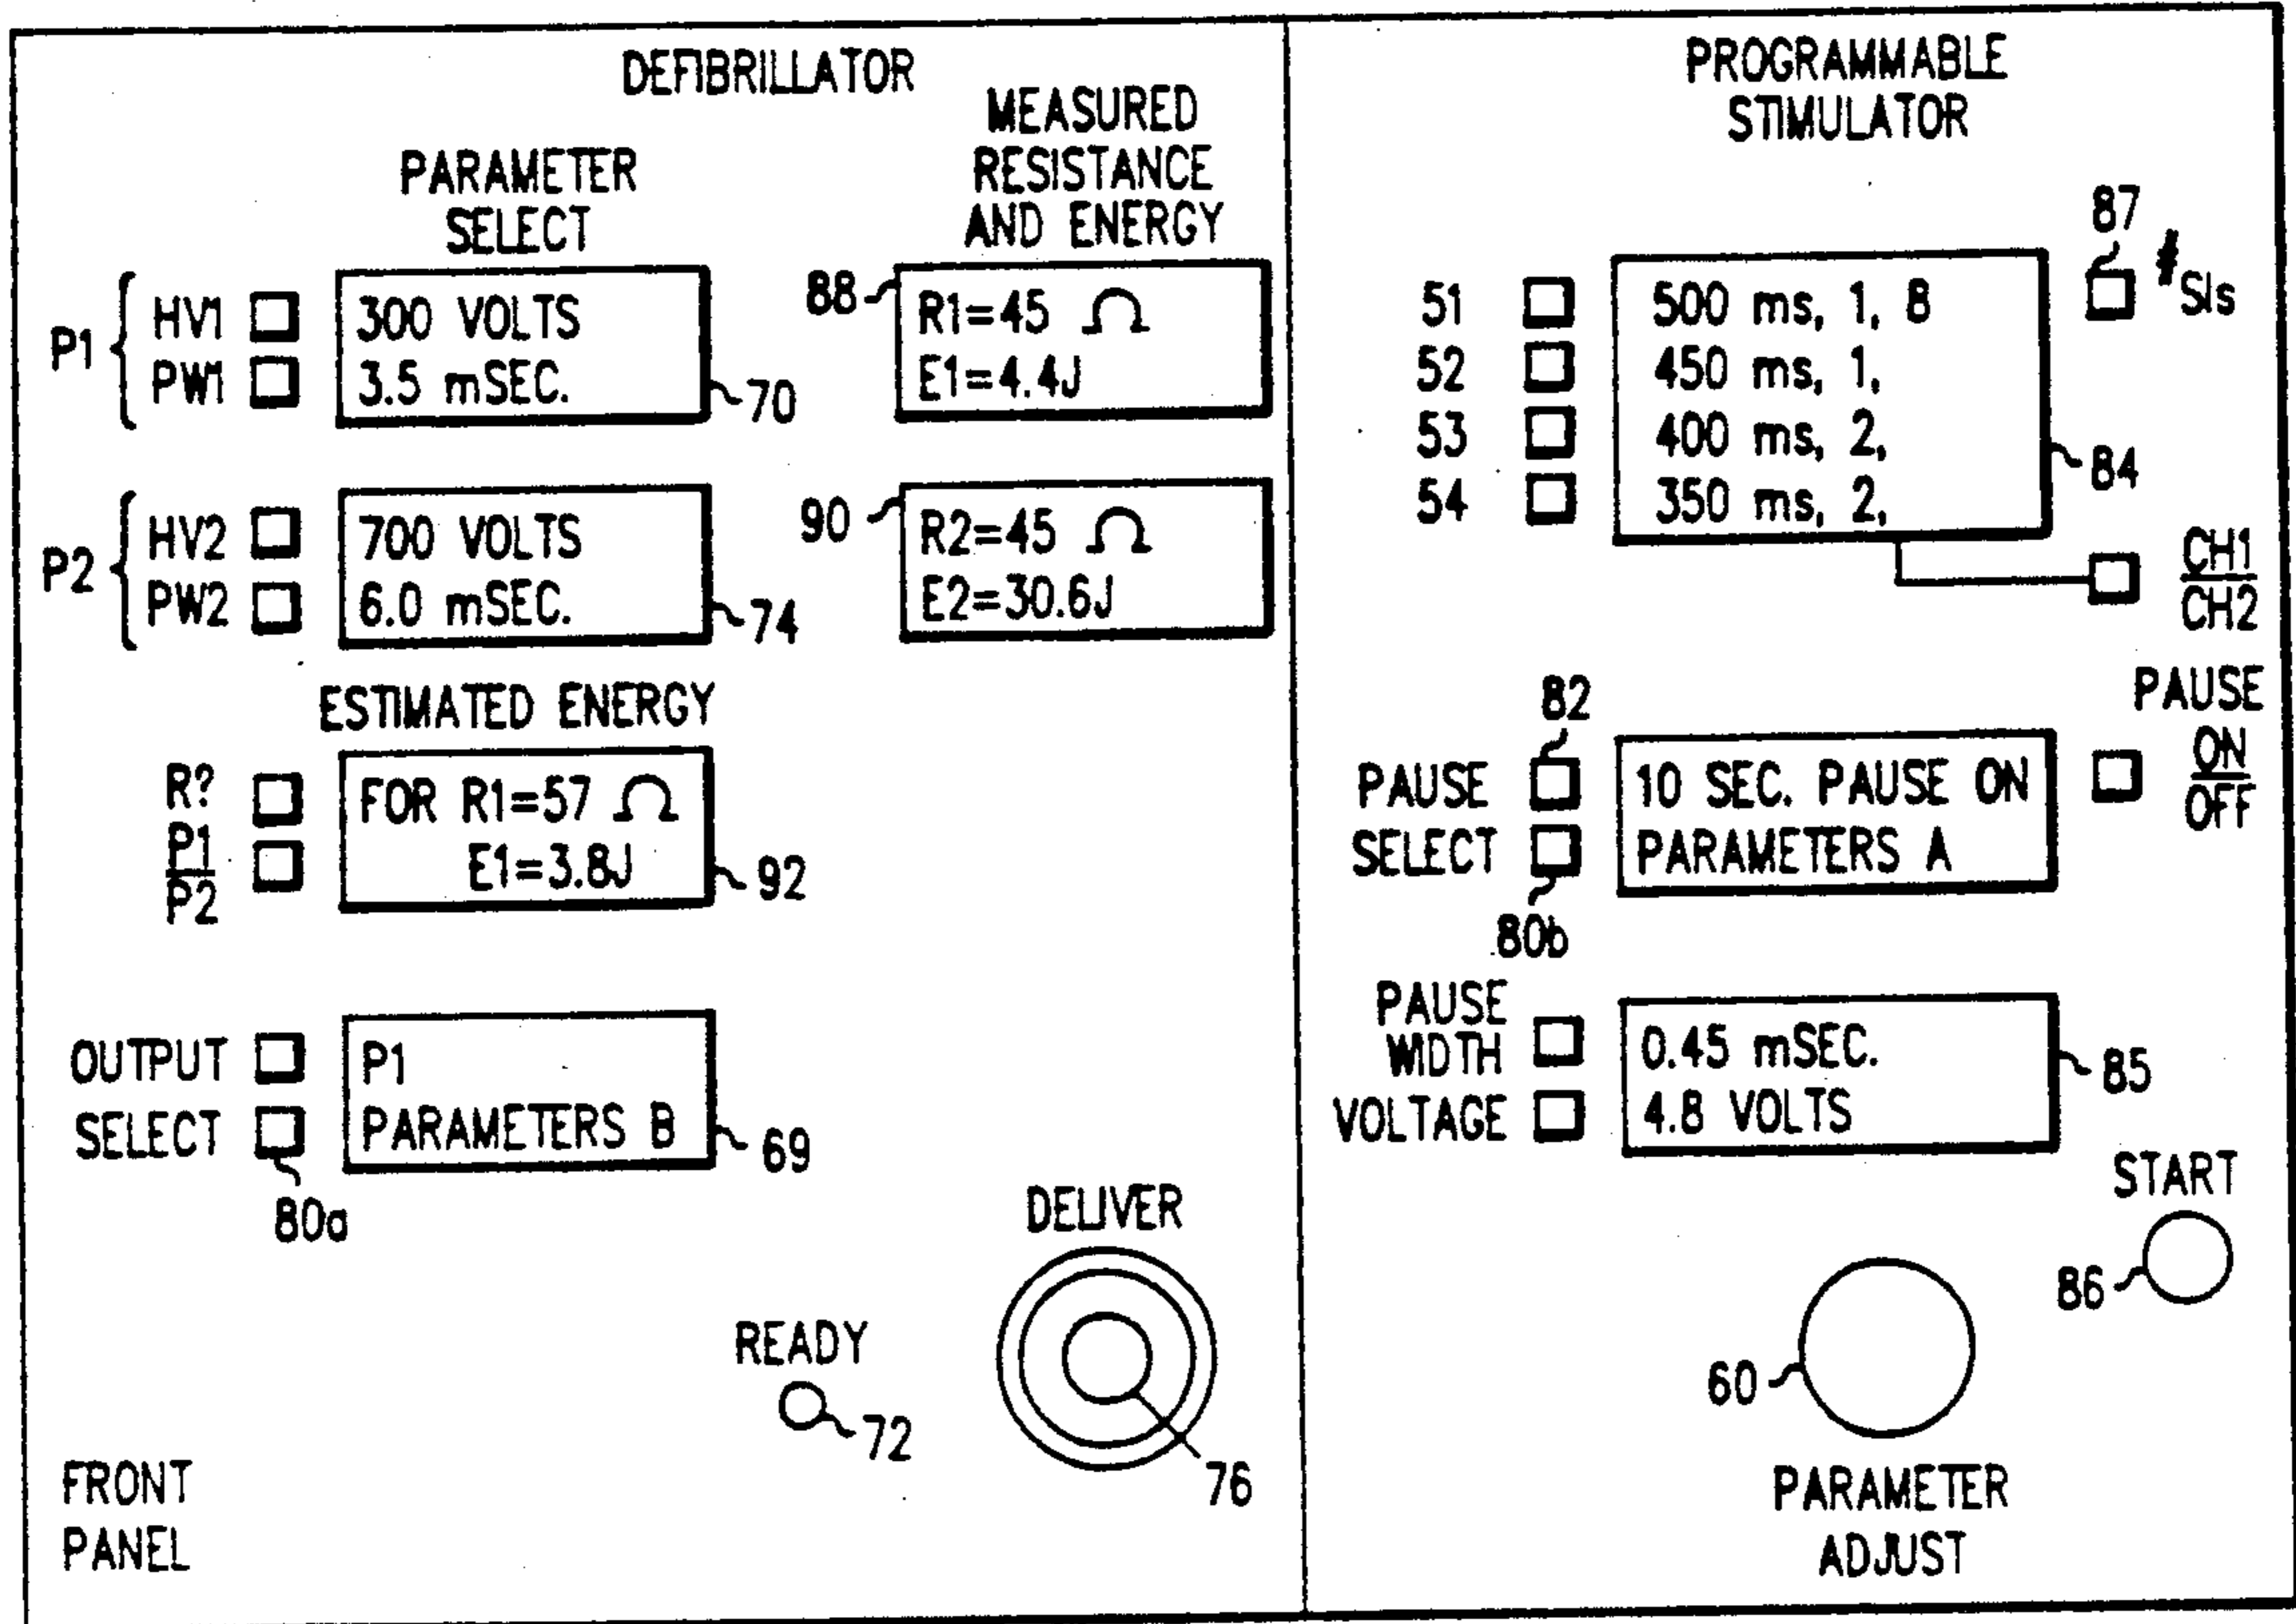 DEFIBRILLATOR
PARAMETER
SELECT
MEASURED
RESISTANCE
AND ENERGY
P1
HV1
PW1
300 VOLTS
3.5 mSEC.
70
88
R1=45 Ω
E1=4.4J
P2
HV2
PW2
700 VOLTS
6.0 mSEC.
74
90
R2=45 Ω
E2=30.6J
ESTIMATED ENERGY
R?
P1
P2
FOR R1=57 Ω
E1=3.8J
92
OUTPUT
SELECT
80a
P1
PARAMETERS B
69
DELIVER
READY
72
76
FRONT
PANEL
PROGRAMMABLE
STIMULATOR
87
# SIs
51
52
53
54
500 ms, 1, 8
450 ms, 1,
400 ms, 2,
350 ms, 2,
84
CH1
CH2
82
PAUSE
SELECT
80b
10 SEC. PAUSE ON
PARAMETERS A
PAUSE
ON
OFF
PAUSE
WIDTH
VOLTAGE
0.45 mSEC.
4.8 VOLTS
85
START
86
60
PARAMETER
ADJUST